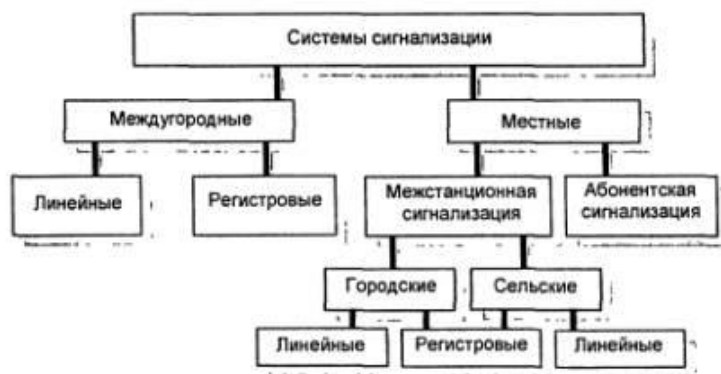 Системы сигнализации
Междугородные
Местные
Линейные
Регистровые
Межстанционная
сигнализация
Абонентская
сигнализация
Городские
Сельские
Линейные
Регистровые
Линейные